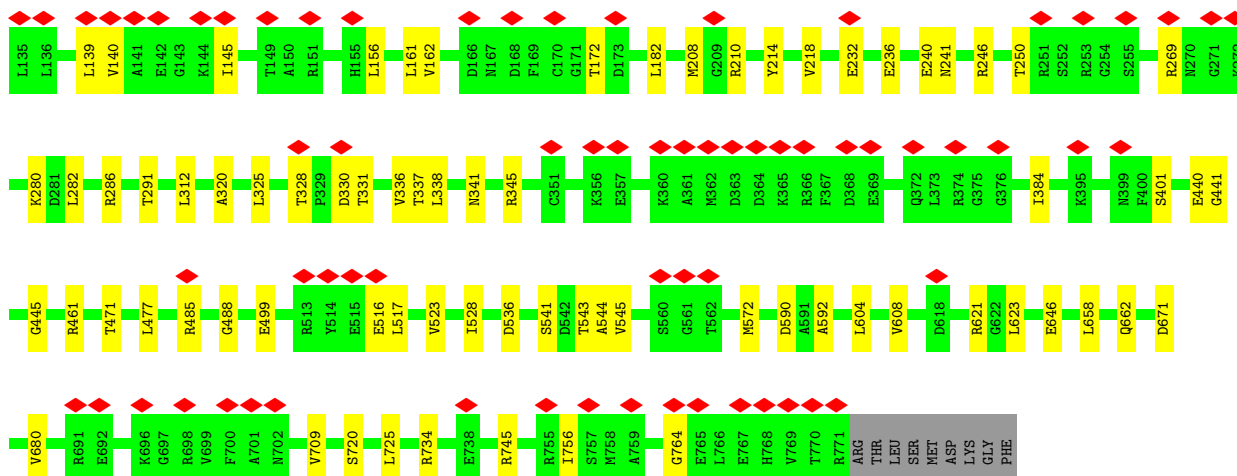 L135 L136 L139 V140 A141 E142 G143 K144 I145 T149 A150 R151 H155 L156 L161 V162 D166 N167 D168 F169 C170 G171 T172 D173 L182 M208 G209 R210 Y214 V218 E232 E236 E240 N241 R246 T250 R251 S252 R253 G254 S255 R269 N270 G271 K272
K280 D281 L282 R286 T291 L312 A320 L325 T328 P329 D330 T331 V336 T337 L338 N341 R345 C351 K356 E357 K360 A361 M362 D363 D364 K365 R366 F367 D368 E369 Q372 L373 R374 G375 G376 I384 K395 N399 F400 S401 E440 G441
G445 R461 T471 L477 R485 G488 E499 R513 Y514 E515 E516 L517 V523 I528 D536 S541 D542 T543 A544 V545 S560 G561 T562 M572 D590 A591 A592 L604 V608 D618 R621 G622 L623 E646 L658 Q662 D671
V680 R691 E692 K696 G697 R698 V699 F700 A701 N702 V709 S720 L725 R734 E738 R745 R755 I756 S757 M758 A759 G764 E765 L766 E767 H768 V769 T770 R771 ARG THR LEU SER MET ASP LYS GLY PHE